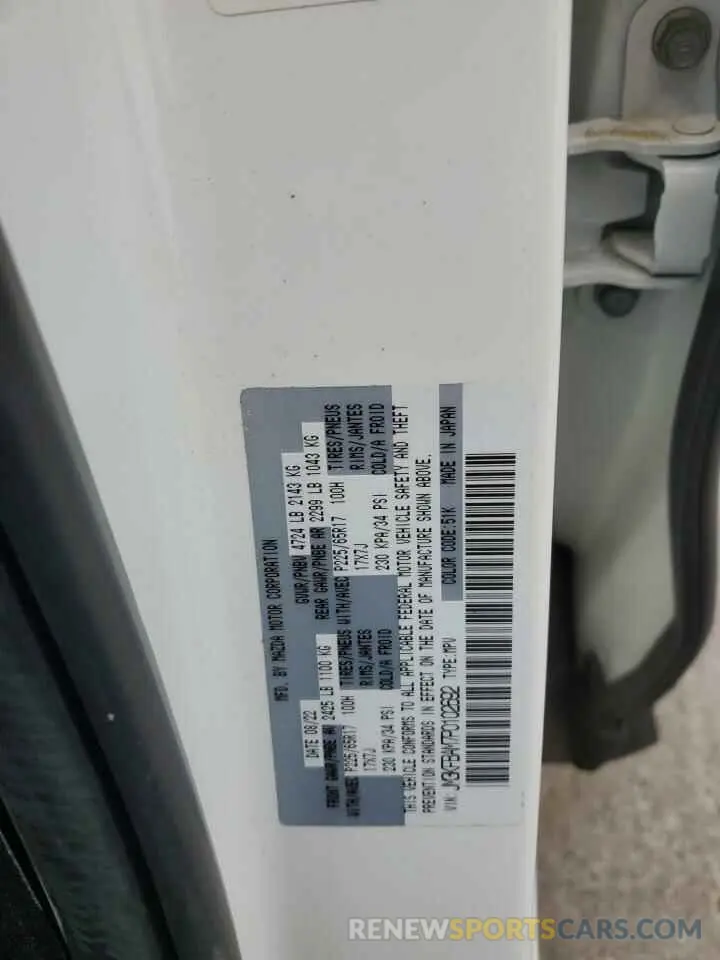 MFD. BY MAZDA MOTOR CORPORATION
DATE 08/22 GVWR/PNBV 4724 LB 2143 KG
FRONT GAWR/PNBE AV 2425 LB 1100 KG REAR GAWR/PNBE AR 2299 LB 1043 KG
WITH/AVEC P225/65R17 100H TIRES/PNEUS WITH/AVEC P225/65R17 100H TIRES/PNEUS
17X7J RIMS/JANTES 17X7J RIMS/JANTES
230 KPA/34 PSI COLD/A FROID 230 KPA/34 PSI COLD/A FROID
THIS VEHICLE CONFORMS TO ALL APPLICABLE FEDERAL MOTOR VEHICLE SAFETY AND THEFT
PREVENTION STANDARDS IN EFFECT ON THE DATE OF MANUFACTURE SHOWN ABOVE.
VIN: JM3KFBAM7P0102692 TYPE:MPV COLOR CODE:51K MADE IN JAPAN
RENEWSPORTSCARS.COM